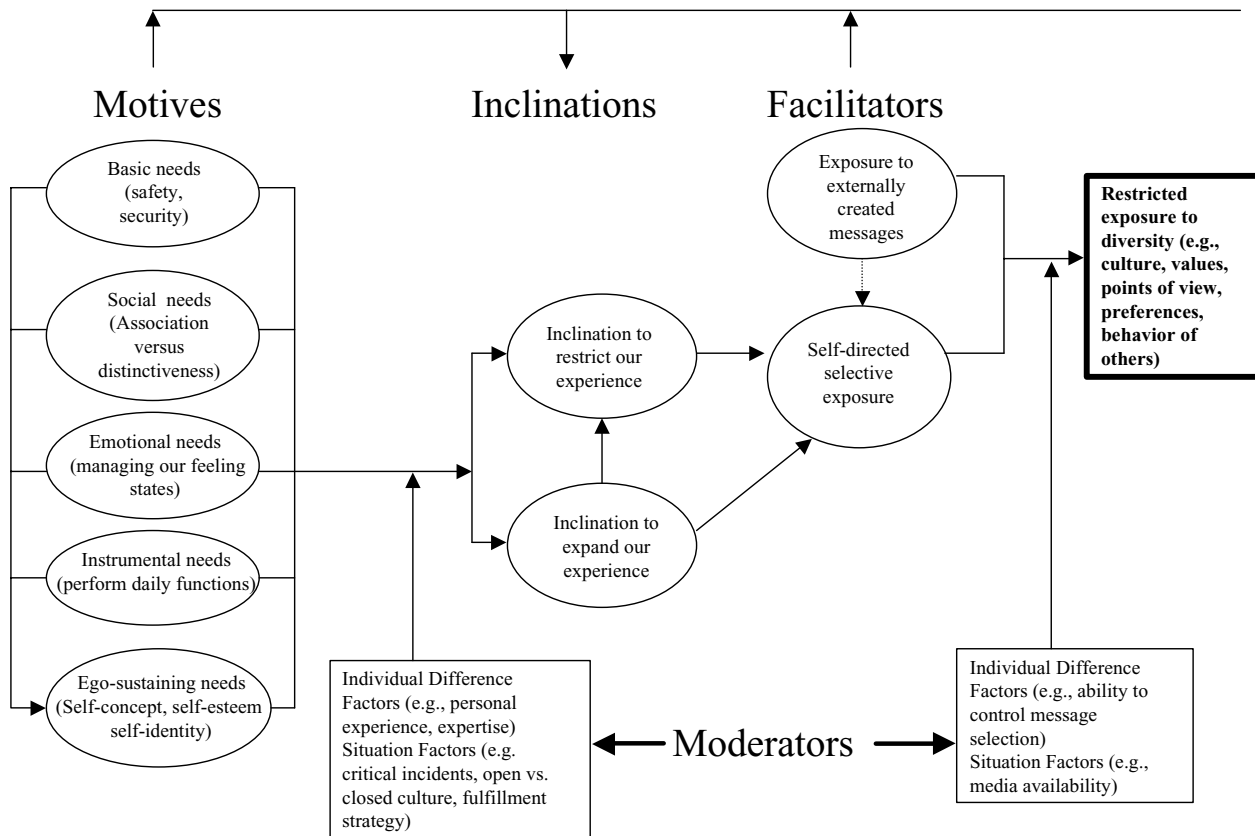 Motives
Inclinations
Facilitators
Basic needs
(safety,
security)
Social needs
(Association
versus
distinctiveness)
Emotional needs
(managing our feeling
states)
Instrumental needs
(perform daily functions)
Ego-sustaining needs
(Self-concept, self-esteem
self-identity)
Inclination to
restrict our
experience
Inclination to
expand our
experience
Exposure to
externally
created
messages
Self-directed
selective
exposure
Restricted
exposure to
diversity (e.g.,
culture, values,
points of view,
preferences,
behavior of
others)
Individual Difference
Factors (e.g., personal
experience, expertise)
Situation Factors (e.g.
critical incidents, open vs.
closed culture, fulfillment
strategy)
Moderators
Individual Difference
Factors (e.g., ability to
control message
selection)
Situation Factors (e.g.,
media availability)